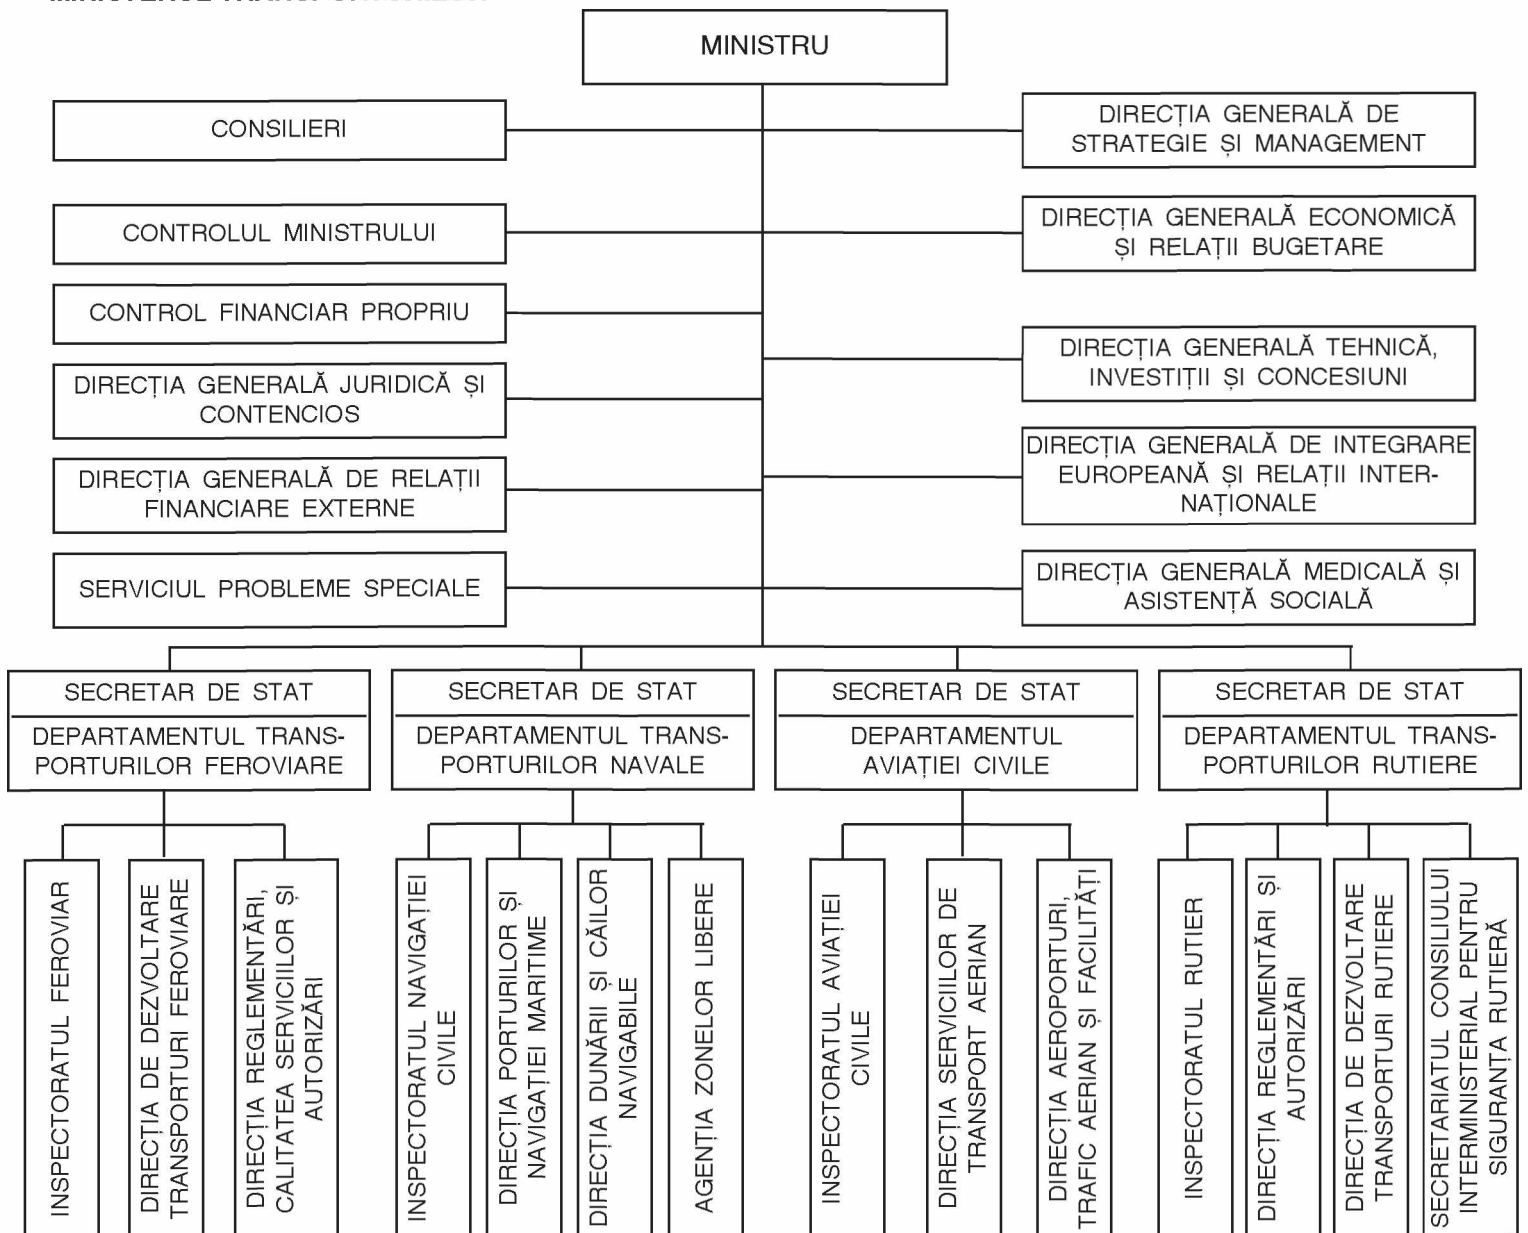 MINISTRU
CONSILIERI
DIRECȚIA GENERALĂ DE
STRATEGIE ȘI MANAGEMENT
CONTROLUL MINISTRULUI
DIRECȚIA GENERALĂ ECONOMICĂ
ȘI RELAȚII BUGETARE
CONTROL FINANCIAR PROPRIU
DIRECȚIA GENERALĂ TEHNICĂ,
INVESTIȚII ȘI CONCESIUNI
DIRECȚIA GENERALĂ JURIDICĂ ȘI
CONTENCIOS
DIRECȚIA GENERALĂ DE INTEGRARE
EUROPEANĂ ȘI RELAȚII INTER-
NAȚIONALE
DIRECȚIA GENERALĂ DE RELAȚII
FINANCIARE EXTERNE
SERVICIUL PROBLEME SPECIALE
DIRECȚIA GENERALĂ MEDICALĂ ȘI
ASISTENȚĂ SOCIALĂ
SECRETAR DE STAT
DEPARTAMENTUL TRANS-
PORTURILOR FEROVIARE
SECRETAR DE STAT
DEPARTAMENTUL TRANS-
PORTURILOR NAVALE
SECRETAR DE STAT
DEPARTAMENTUL
AVIAȚIEI CIVILE
SECRETAR DE STAT
DEPARTAMENTUL TRANS-
PORTURILOR RUTIERE
INSPECTORATUL FEROVIAR
DIRECȚIA DE DEZVOLTARE
TRANSPORTURI FEROVIARE
DIRECȚIA REGLEMENTĂRI,
CALITATEA SERVICIILOR ȘI
AUTORIZĂRI
INSPECTORATUL NAVIGAȚIEI
CIVILE
DIRECȚIA PORTURILOR ȘI
NAVIGAȚIEI MARITIME
DIRECȚIA DUNĂRII ȘI CĂILOR
NAVIGABILE
AGENȚIA ZONELOR LIBERE
INSPECTORATUL AVIAȚIEI
CIVILE
DIRECȚIA SERVICIILOR DE
TRANSPORT AERIAN
DIRECȚIA AEROPORTURI,
TRAFIC AERIAN ȘI FACILITĂȚI
INSPECTORATUL RUTIER
DIRECȚIA REGLEMENTĂRI ȘI
AUTORIZĂRI
DIRECȚIA DE DEZVOLTARE
TRANSPORTURI RUTIERE
SECRETARIATUL CONSILIULUI
INTERMINISTERIAL PENTRU
SIGURANȚA RUTIERĂ